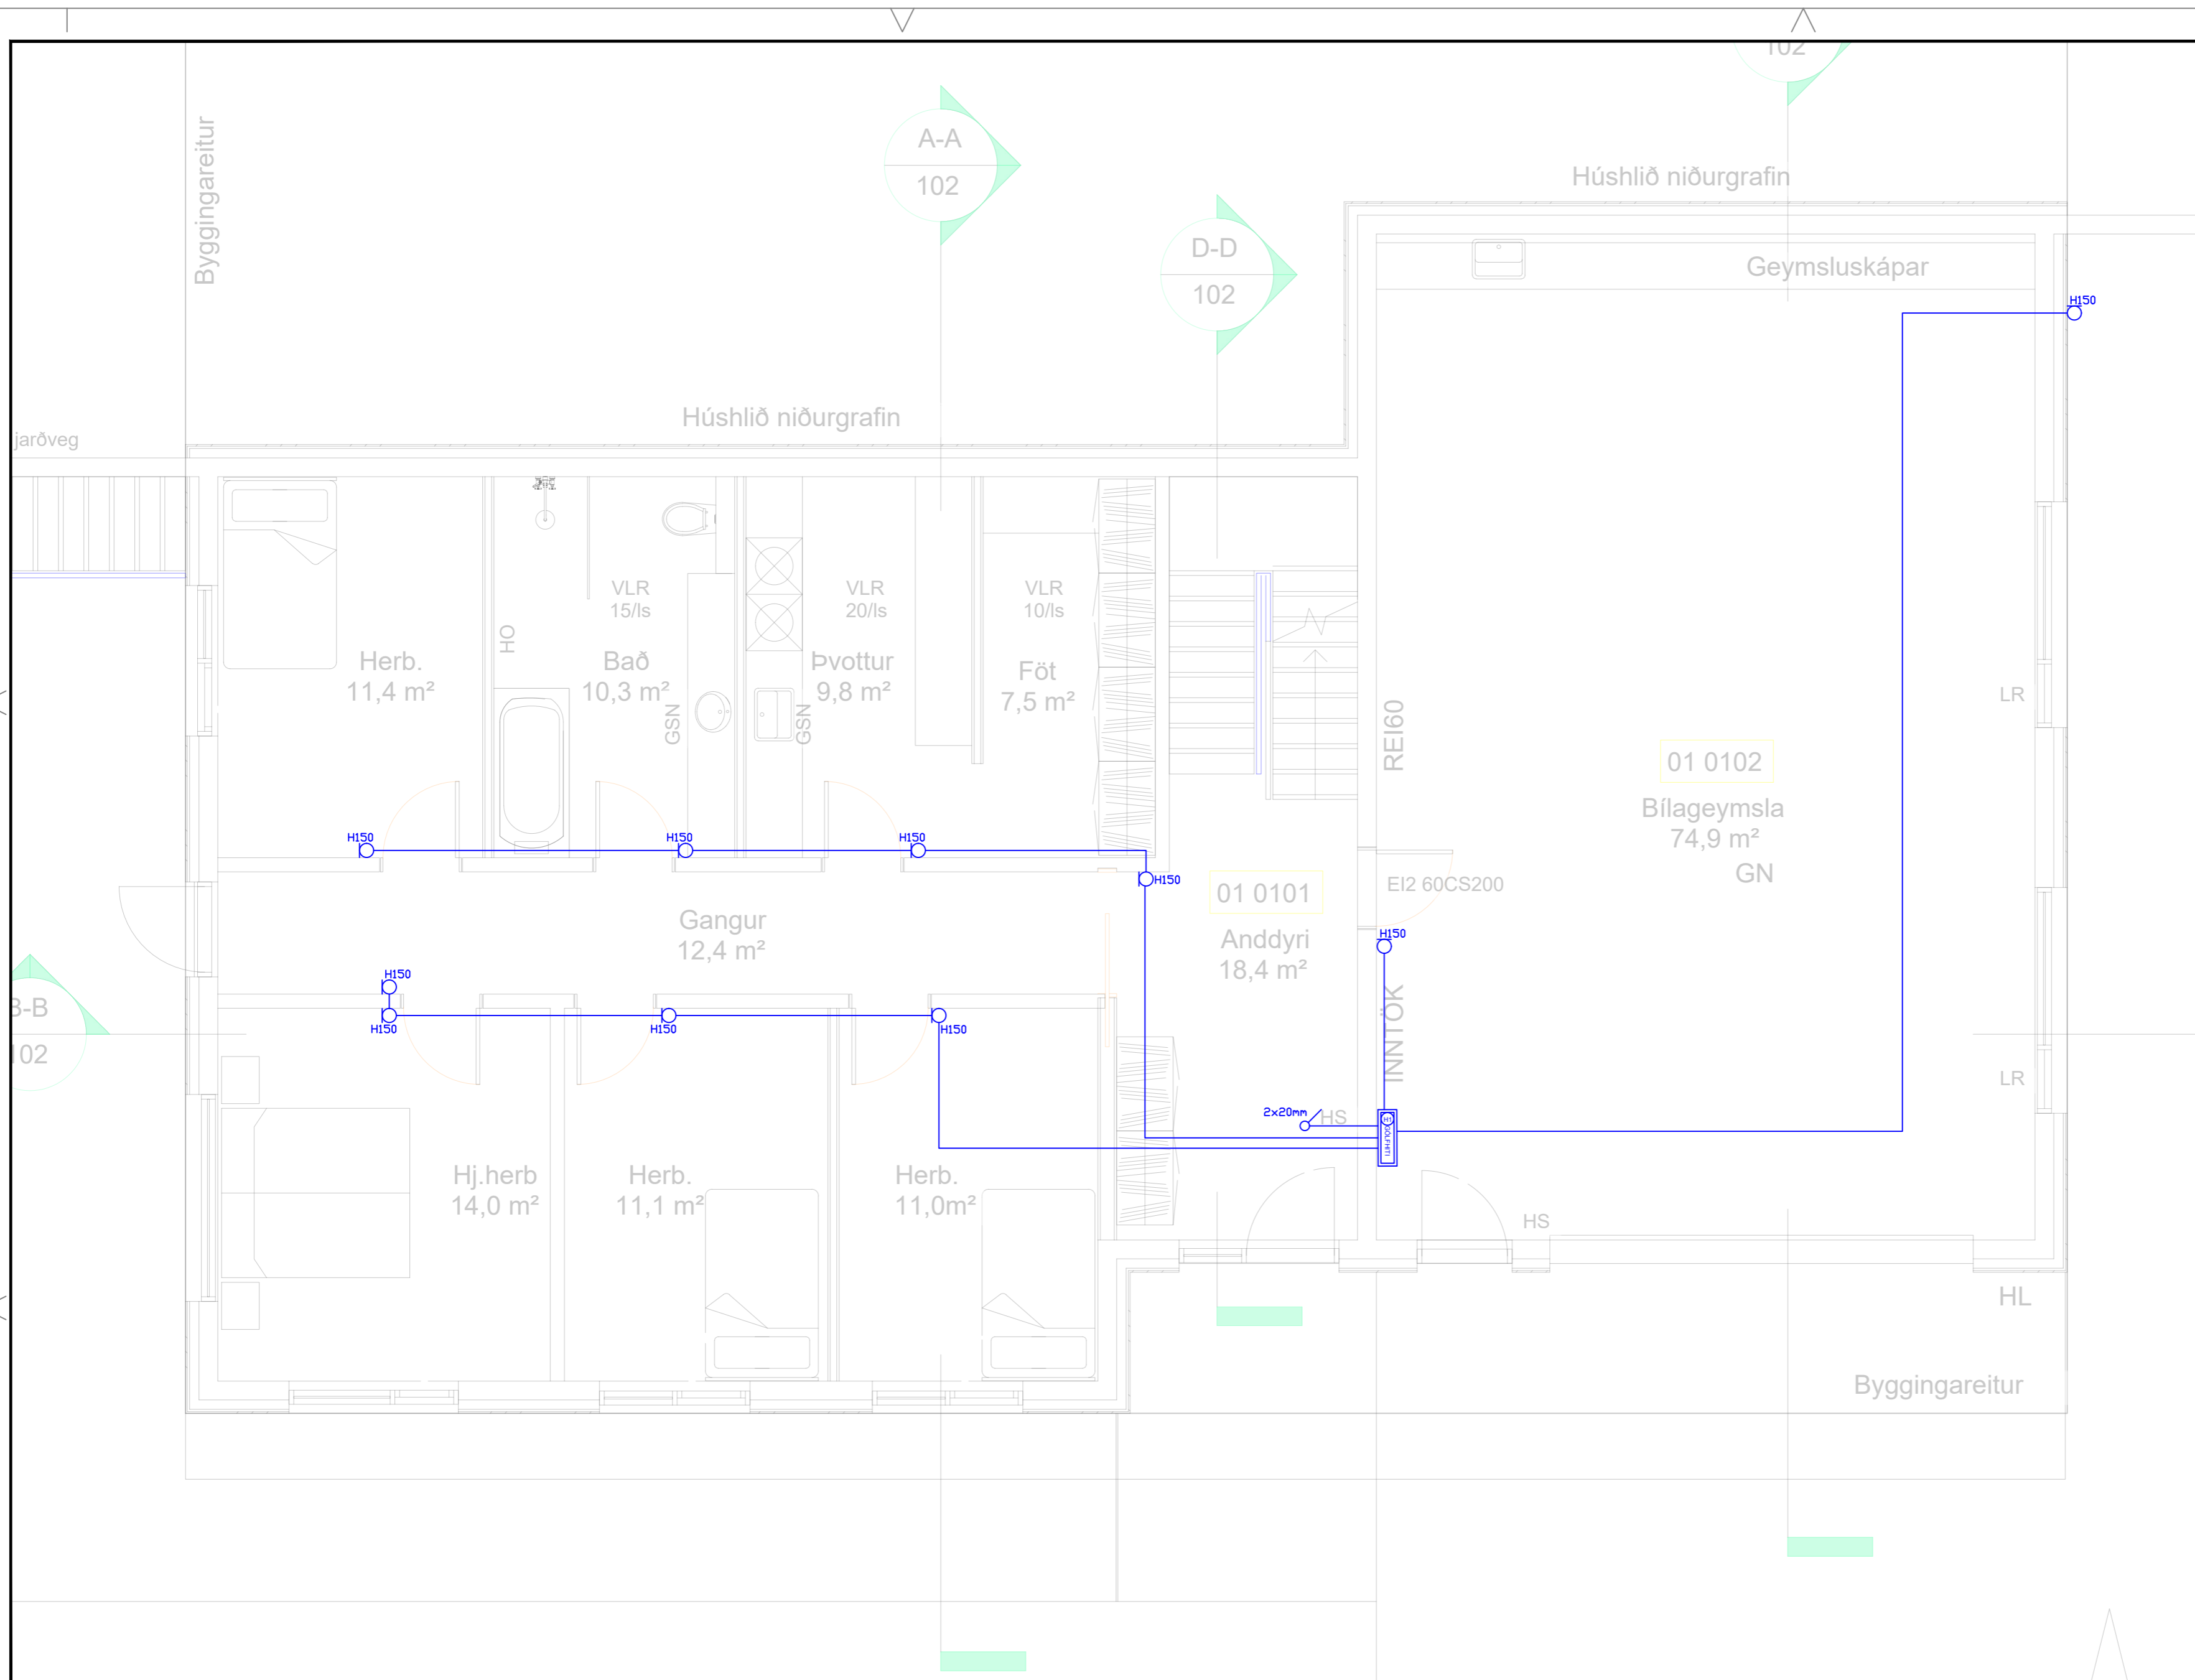 102
Byggingareitur
A-A
102
Húshlið niðurgrafin
D-D
102
Geymsluskápar
H150
Húshlið niðurgrafin
jarðveg
VLR
15/ls
VLR
20/ls
VLR
10/ls
HO
Herb.
11,4 m²
Bað
10,3 m²
GSN
Þvottur
9,8 m²
GSN
Föt
7,5 m²
REI60
LR
01 0102
Bílageymsla
74,9 m²
GN
H150
H150
H150
H150
01 0101
EI2 60CS200
Gangur
12,4 m²
Anddyri
18,4 m²
H150
H150
B-B
102
H150
H150
H150
INNTÖK
LR
2x20mm
HS
H1
GÓLFHITI
Hj.herb
14,0 m²
Herb.
11,1 m²
Herb.
11,0m²
HS
HL
Byggingareitur